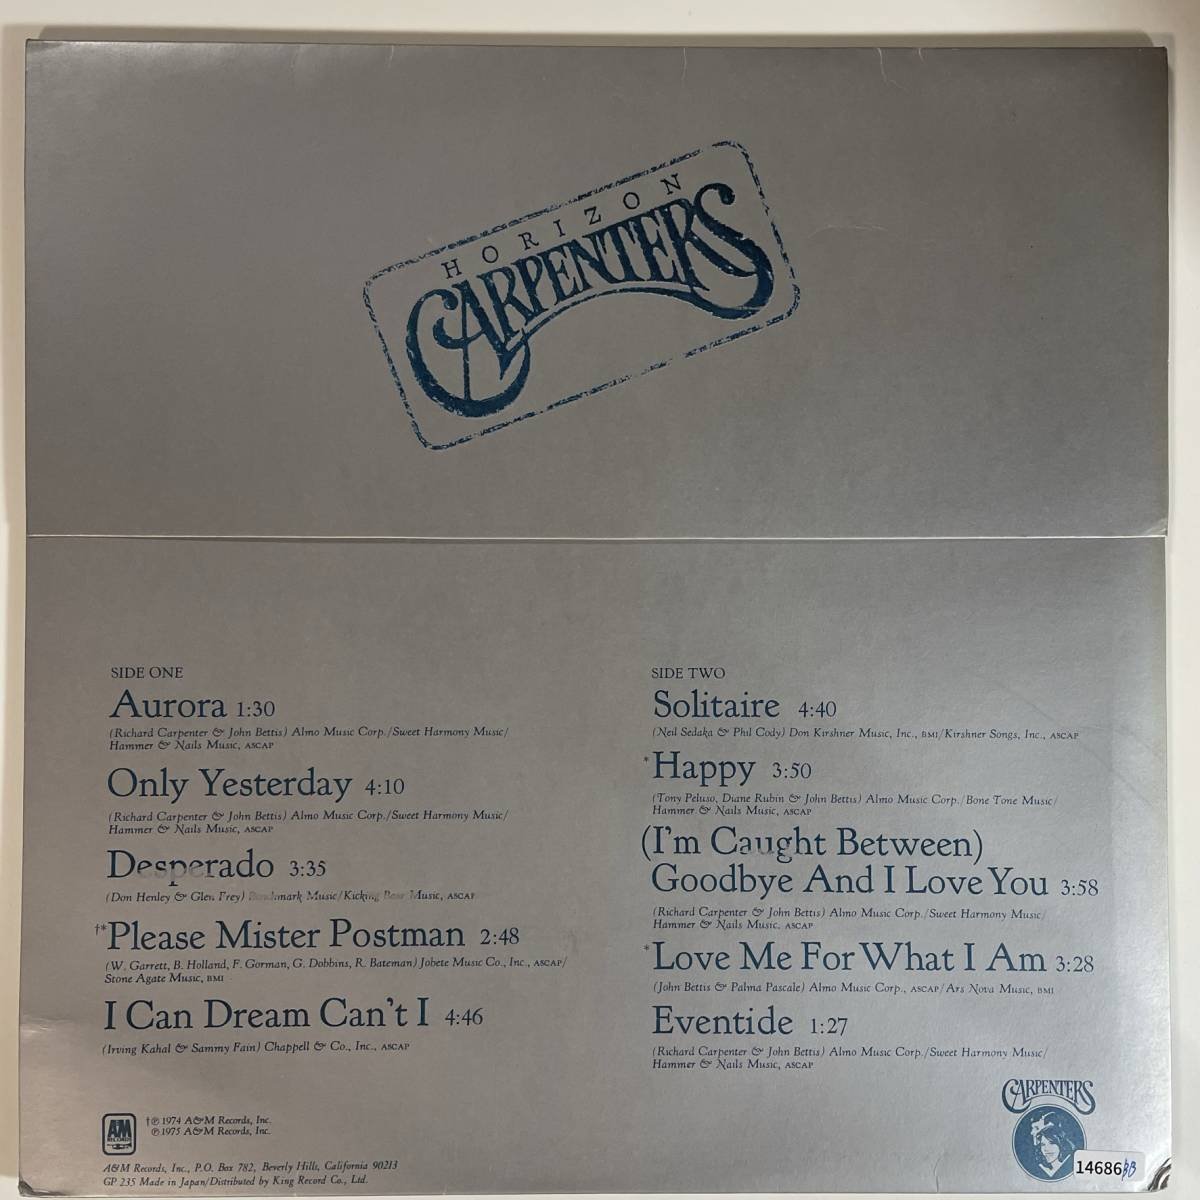 HORIZON
CARPENTERS
SIDE ONE
Aurora 1:30
(Richard Carpenter & John Bettis) Almo Music Corp./Sweet Harmony Music/
Hammer & Nails Music, ASCAP
Only Yesterday 4:10
(Richard Carpenter & John Bettis) Almo Music Corp./Sweet Harmony Music/
Hammer & Nails Music, ASCAP
Desperado 3:35
(Don Henley & Glen Frey) Benchmark Music/Kicking Bear Music, ASCAP
†*Please Mister Postman 2:48
(W. Garrett, B. Holland, F. Gorman, G. Dobbins, R. Bateman) Jobete Music Co., Inc., ASCAP/
Stone Agate Music, BMI
I Can Dream Can't I 4:46
(Irving Kahal & Sammy Fain) Chappell & Co., Inc., ASCAP
SIDE TWO
Solitaire 4:40
(Neil Sedaka & Phil Cody) Don Kirshner Music, Inc., BMI/Kirshner Songs, Inc., ASCAP
*Happy 3:50
(Tony Peluso, Diane Rubin & John Bettis) Almo Music Corp./Bone Tone Music/
Hammer & Nails Music, ASCAP
(I'm Caught Between)
Goodbye And I Love You 3:58
(Richard Carpenter & John Bettis) Almo Music Corp./Sweet Harmony Music/
Hammer & Nails Music, ASCAP
*Love Me For What I Am 3:28
(John Bettis & Palma Pascale) Almo Music Corp., ASCAP/Ars Nova Music, BMI
Eventide 1:27
(Richard Carpenter & John Bettis) Almo Music Corp./Sweet Harmony Music/
Hammer & Nails Music, ASCAP
AM
RECORDS
†℗ 1974 A&M Records, Inc.
℗ 1975 A&M Records, Inc.
A&M Records, Inc., P.O. Box 782, Beverly Hills, California 90213
GP 235 Made in Japan/Distributed by King Record Co., Ltd.
CARPENTERS
14686